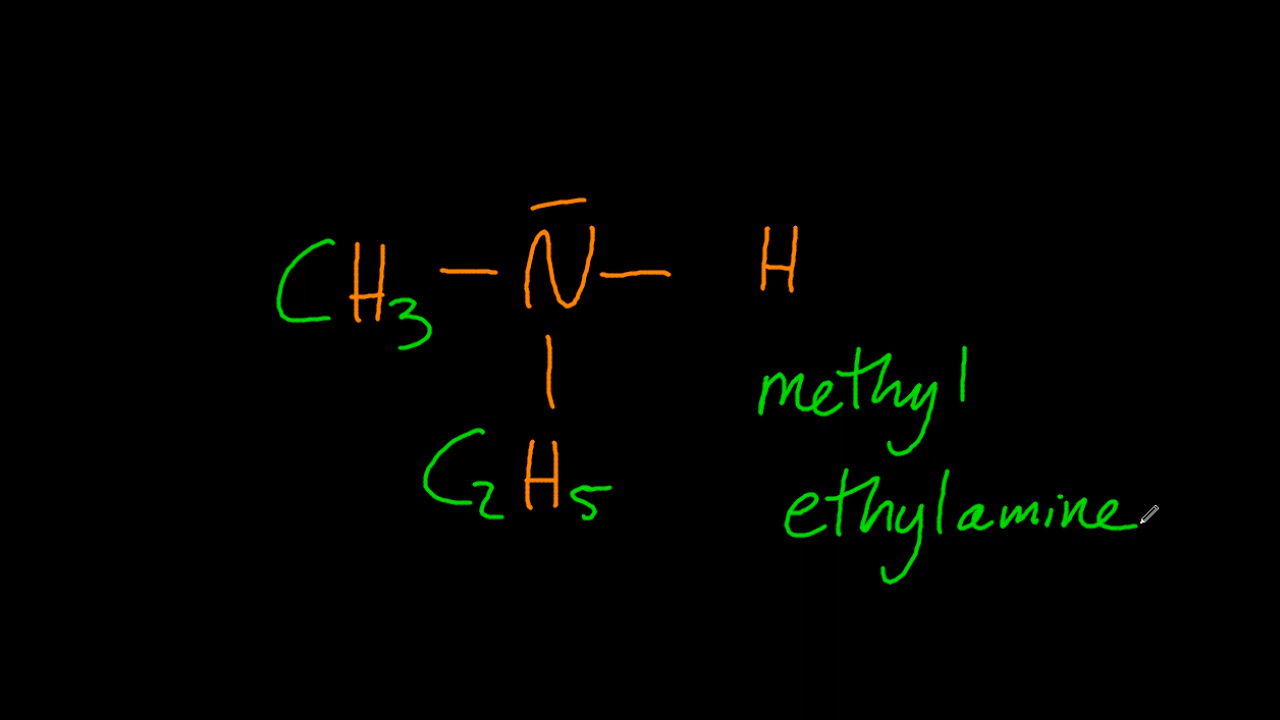 CH₃ — N — H
C₂H₅
methyl
ethylamine